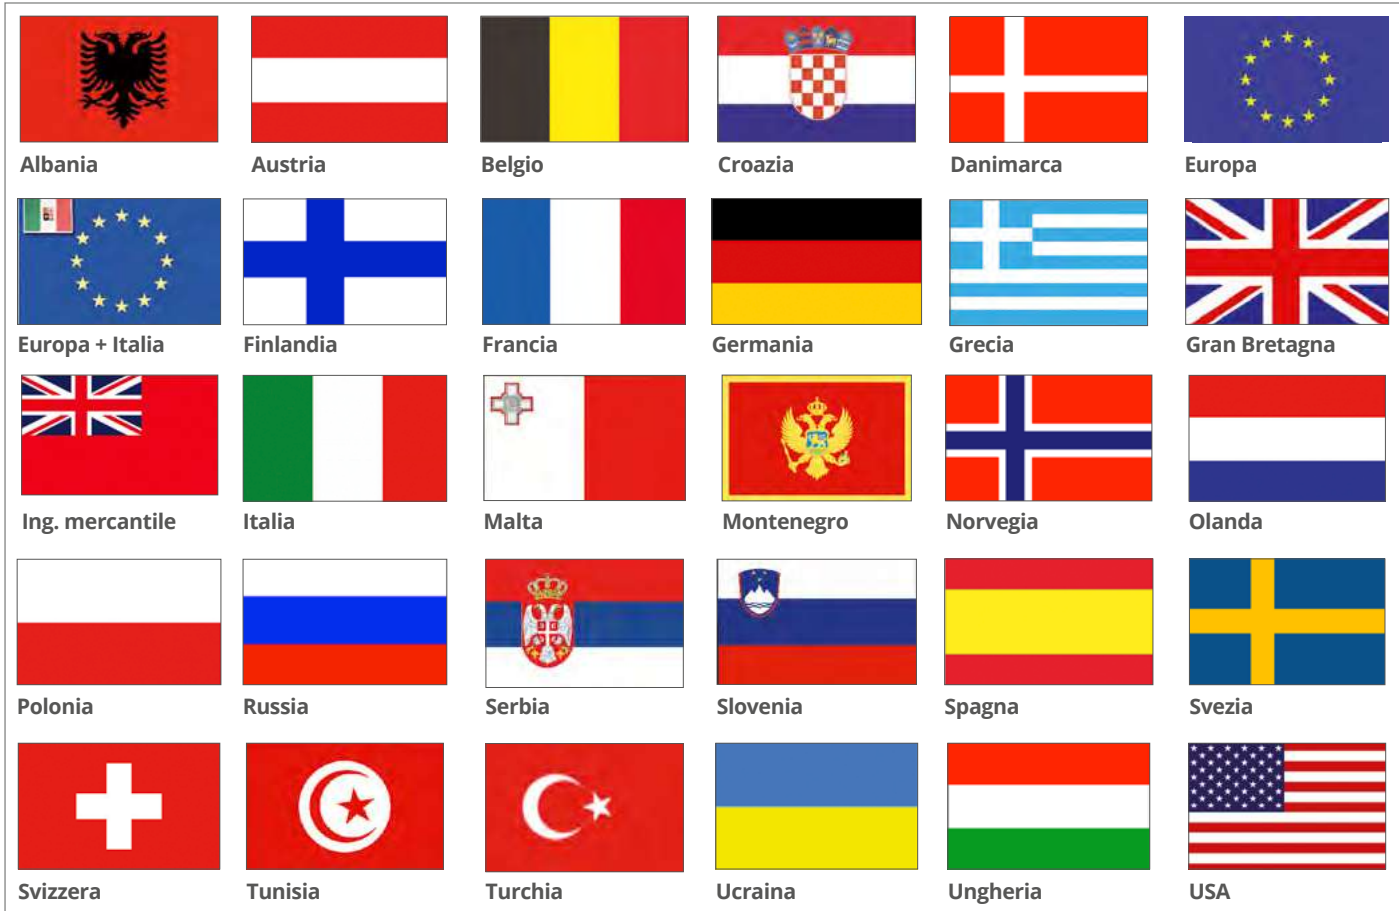 Albania
Austria
Belgio
Croazia
Danimarca
Europa
Europa + Italia
Finlandia
Francia
Germania
Grecia
Gran Bretagna
Ing. mercantile
Italia
Malta
Montenegro
Norvegia
Olanda
Polonia
Russia
Serbia
Slovenia
Spagna
Svezia
Svizzera
Tunisia
Turchia
Ucraina
Ungheria
USA